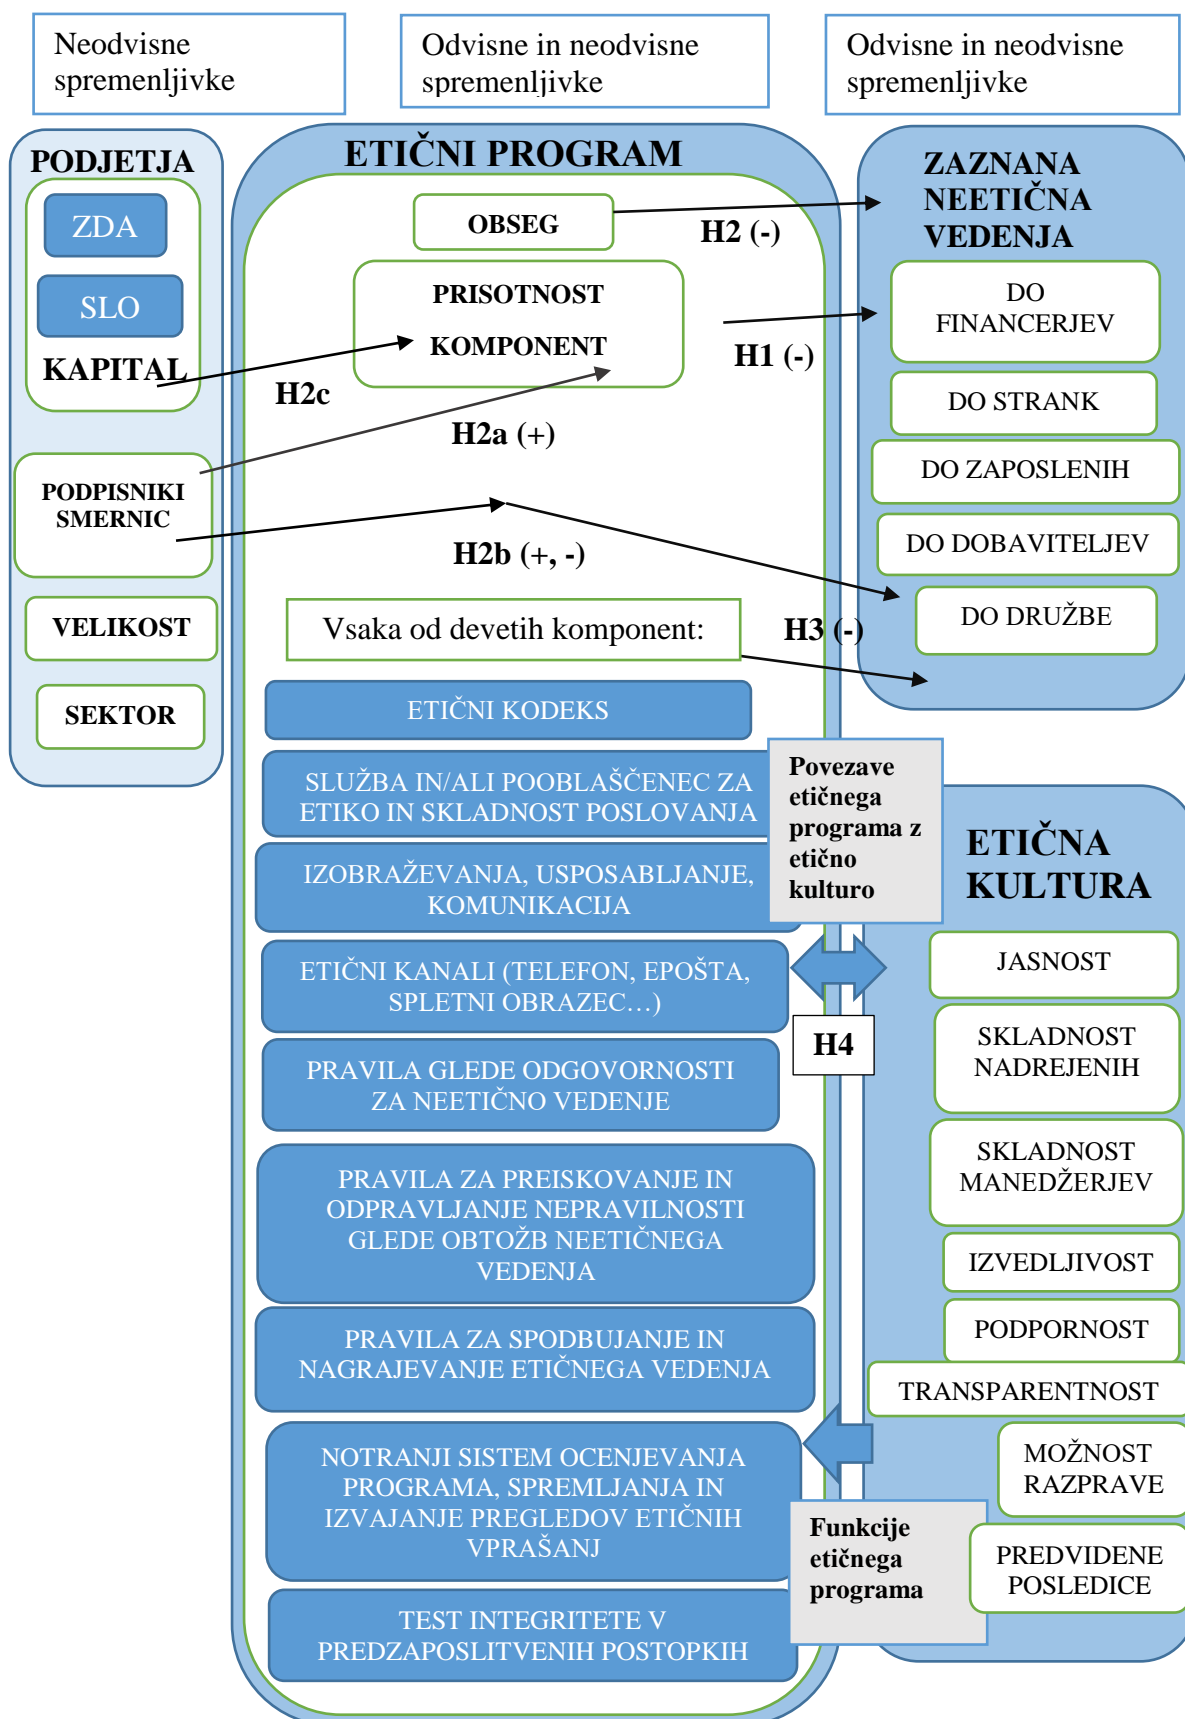 Neodvisne
spremenljivke
Odvisne in neodvisne
spremenljivke
Odvisne in neodvisne
spremenljivke
PODJETJA
ZDA
SLO
KAPITAL
PODPISNIKI
SMERNIC
VELIKOST
SEKTOR
ETIČNI PROGRAM
OBSEG
H2 (-)
PRISOTNOST
KOMPONENT
H1 (-)
H2c
H2a (+)
H2b (+, -)
Vsaka od devetih komponent:
H3 (-)
ETIČNI KODEKS
SLUŽBA IN/ALI POOBLAŠČENEC ZA
ETIKO IN SKLADNOST POSLOVANJA
IZOBRAŽEVANJA, USPOSABLJANJE,
KOMUNIKACIJA
ETIČNI KANALI (TELEFON, EPOŠTA,
SPLETNI OBRAZEC…)
PRAVILA GLEDE ODGOVORNOSTI
ZA NEETIČNO VEDENJE
PRAVILA ZA PREISKOVANJE IN
ODPRAVLJANJE NEPRAVILNOSTI
GLEDE OBTOŽB NEETIČNEGA
VEDENJA
PRAVILA ZA SPODBUJANJE IN
NAGRAJEVANJE ETIČNEGA VEDENJA
NOTRANJI SISTEM OCENJEVANJA
PROGRAMA, SPREMLJANJA IN
IZVAJANJE PREGLEDOV ETIČNIH
VPRAŠANJ
TEST INTEGRITETE V
PREDZAPOSLITVENIH POSTOPKIH
ZAZNANA
NEETIČNA
VEDENJA
DO
FINANCERJEV
DO STRANK
DO ZAPOSLENIH
DO DOBAVITELJEV
DO DRUŽBE
Povezave
etičnega
programa z
etično
kulturo
H4
ETIČNA
KULTURA
JASNOST
SKLADNOST
NADREJENIH
SKLADNOST
MANEDŽERJEV
IZVEDLJIVOST
PODPORNOST
TRANSPARENTNOST
MOŽNOST
RAZPRAVE
PREDVIDENE
POSLEDICE
Funkcije
etičnega
programa